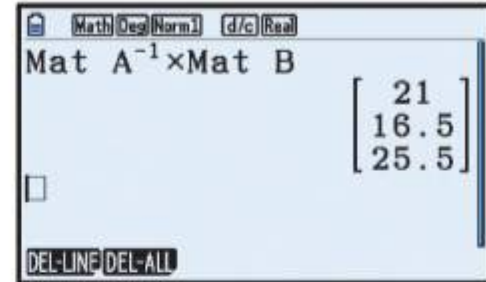 Math Deg Norm1 d/c Real
Mat A⁻¹×Mat B
21
16.5
25.5
DEL-LINE DEL-ALL